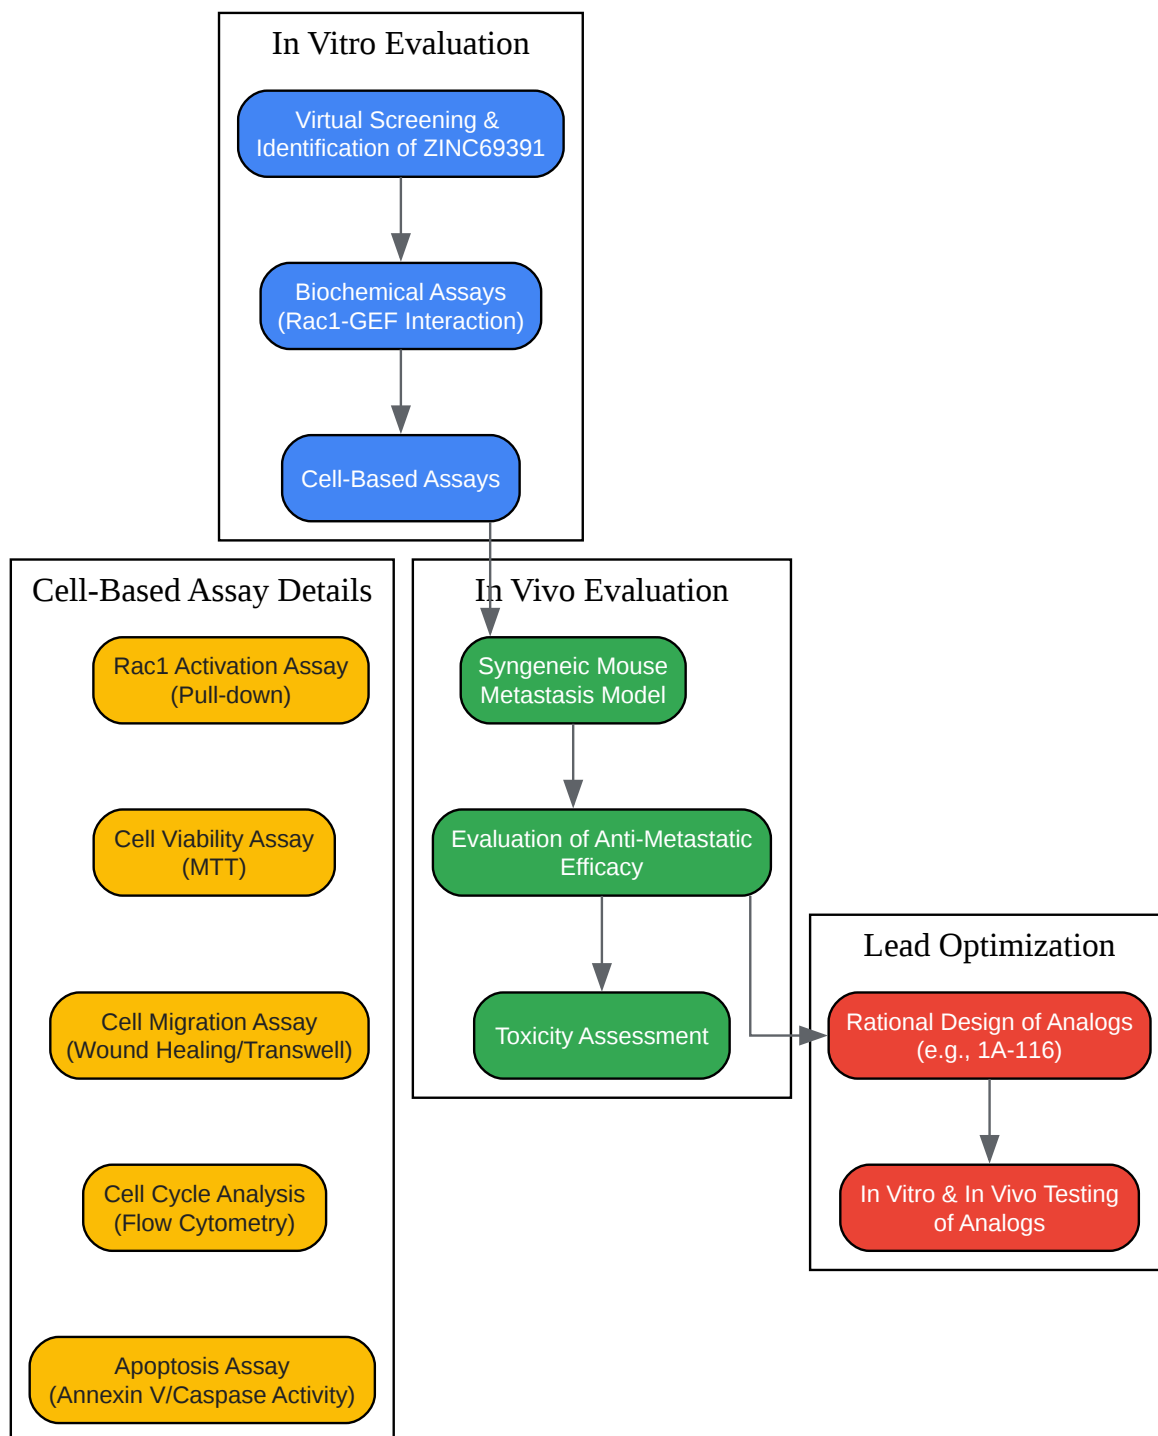 In Vitro Evaluation
Virtual Screening &
Identification of ZINC69391
Biochemical Assays
(Rac1-GEF Interaction)
Cell-Based Assays
Cell-Based Assay Details
Rac1 Activation Assay
(Pull-down)
Cell Viability Assay
(MTT)
Cell Migration Assay
(Wound Healing/Transwell)
Cell Cycle Analysis
(Flow Cytometry)
Apoptosis Assay
(Annexin V/Caspase Activity)
In Vivo Evaluation
Syngeneic Mouse
Metastasis Model
Evaluation of Anti-Metastatic
Efficacy
Toxicity Assessment
Lead Optimization
Rational Design of Analogs
(e.g., 1A-116)
In Vitro & In Vivo Testing
of Analogs